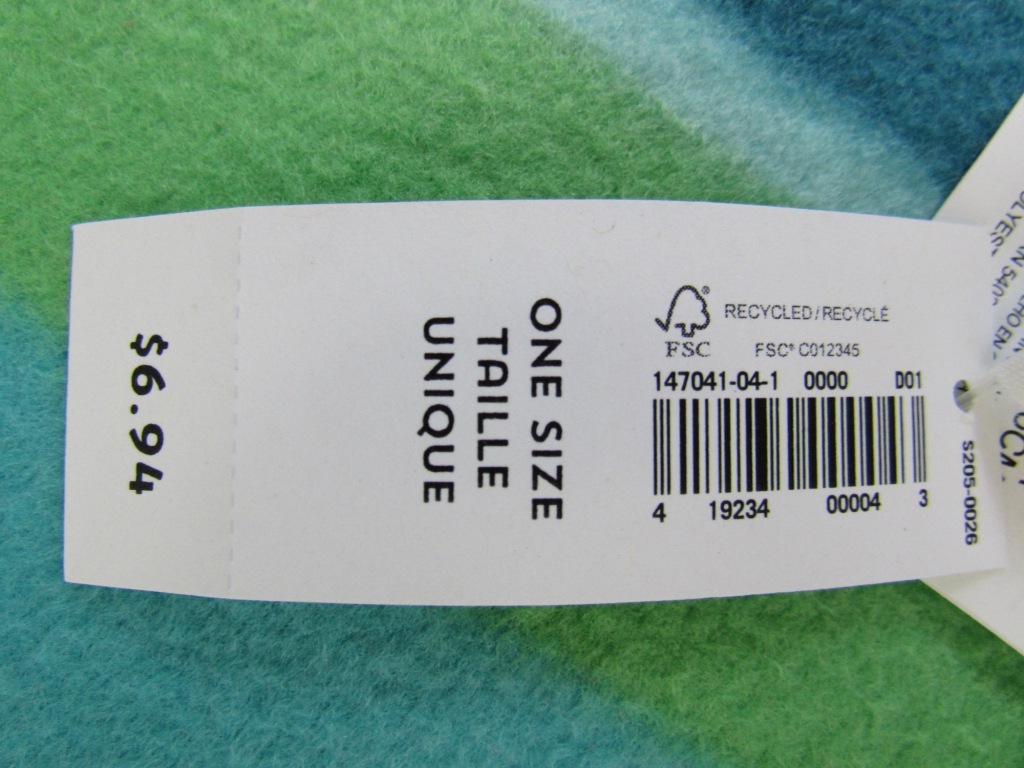 $6.94
ONE SIZE
TAILLE
UNIQUE
RECYCLED/RECYCLÉ
FSC FSC® C012345
147041-04-1 0000 D01
4 19234 00004 3
S205-0026